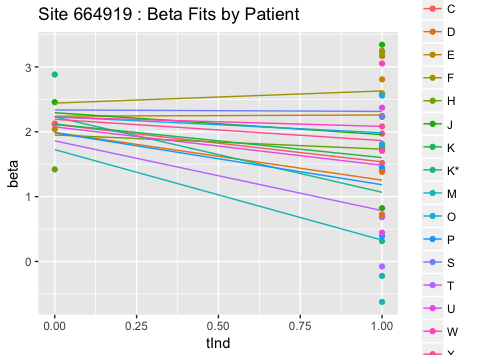 Site 664919 : Beta Fits by Patient
beta
3
2
1
0
0.00 0.25 0.50 0.75 1.00
tInd
C
D
E
F
H
J
K
K*
M
O
P
S
T
U
W